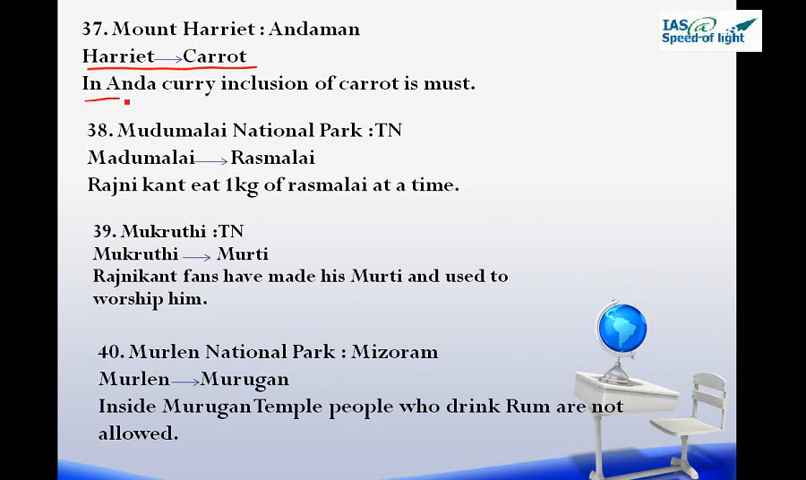 37. Mount Harriet : Andaman
IAS@
Speed of light
Harriet → Carrot
In Anda curry inclusion of carrot is must.
38. Mudumalai National Park :TN
Madumalai → Rasmalai
Rajni kant eat 1kg of rasmalai at a time.
39. Mukruthi :TN
Mukruthi → Murti
Rajnikant fans have made his Murti and used to
worship him.
40. Murlen National Park : Mizoram
Murlen → Murugan
Inside Murugan Temple people who drink Rum are not
allowed.